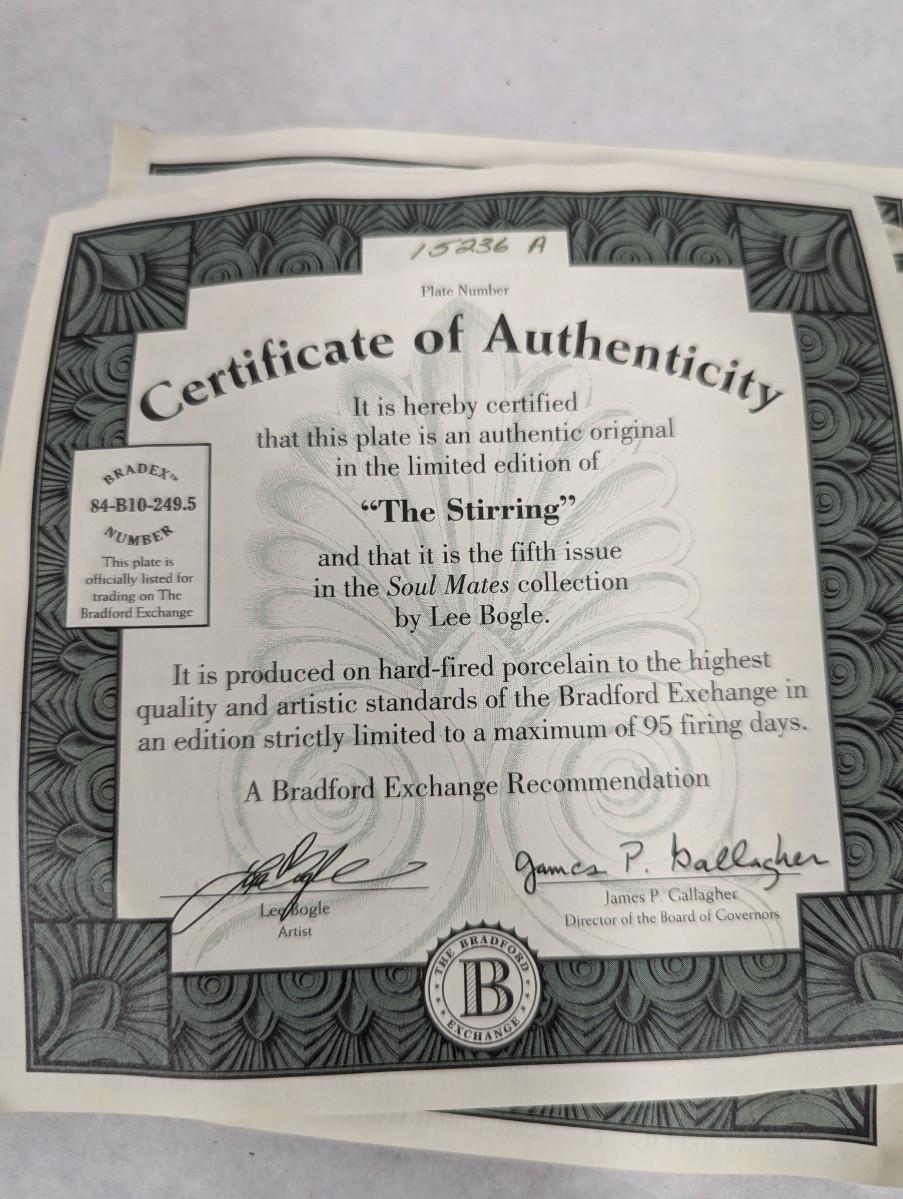 15236 A
Plate Number
Certificate of Authenticity
It is hereby certified
that this plate is an authentic original
in the limited edition of
“The Stirring”
and that it is the fifth issue
in the Soul Mates collection
by Lee Bogle.
BRADEX™
84-B10-249.5
NUMBER
This plate is
officially listed for
trading on The
Bradford Exchange
It is produced on hard-fired porcelain to the highest
quality and artistic standards of the Bradford Exchange in
an edition strictly limited to a maximum of 95 firing days.
A Bradford Exchange Recommendation
Lee Bogle
James P. Gallagher
Lee Bogle
Artist
James P. Gallagher
Director of the Board of Governors
THE BRADFORD
B
EXCHANGE